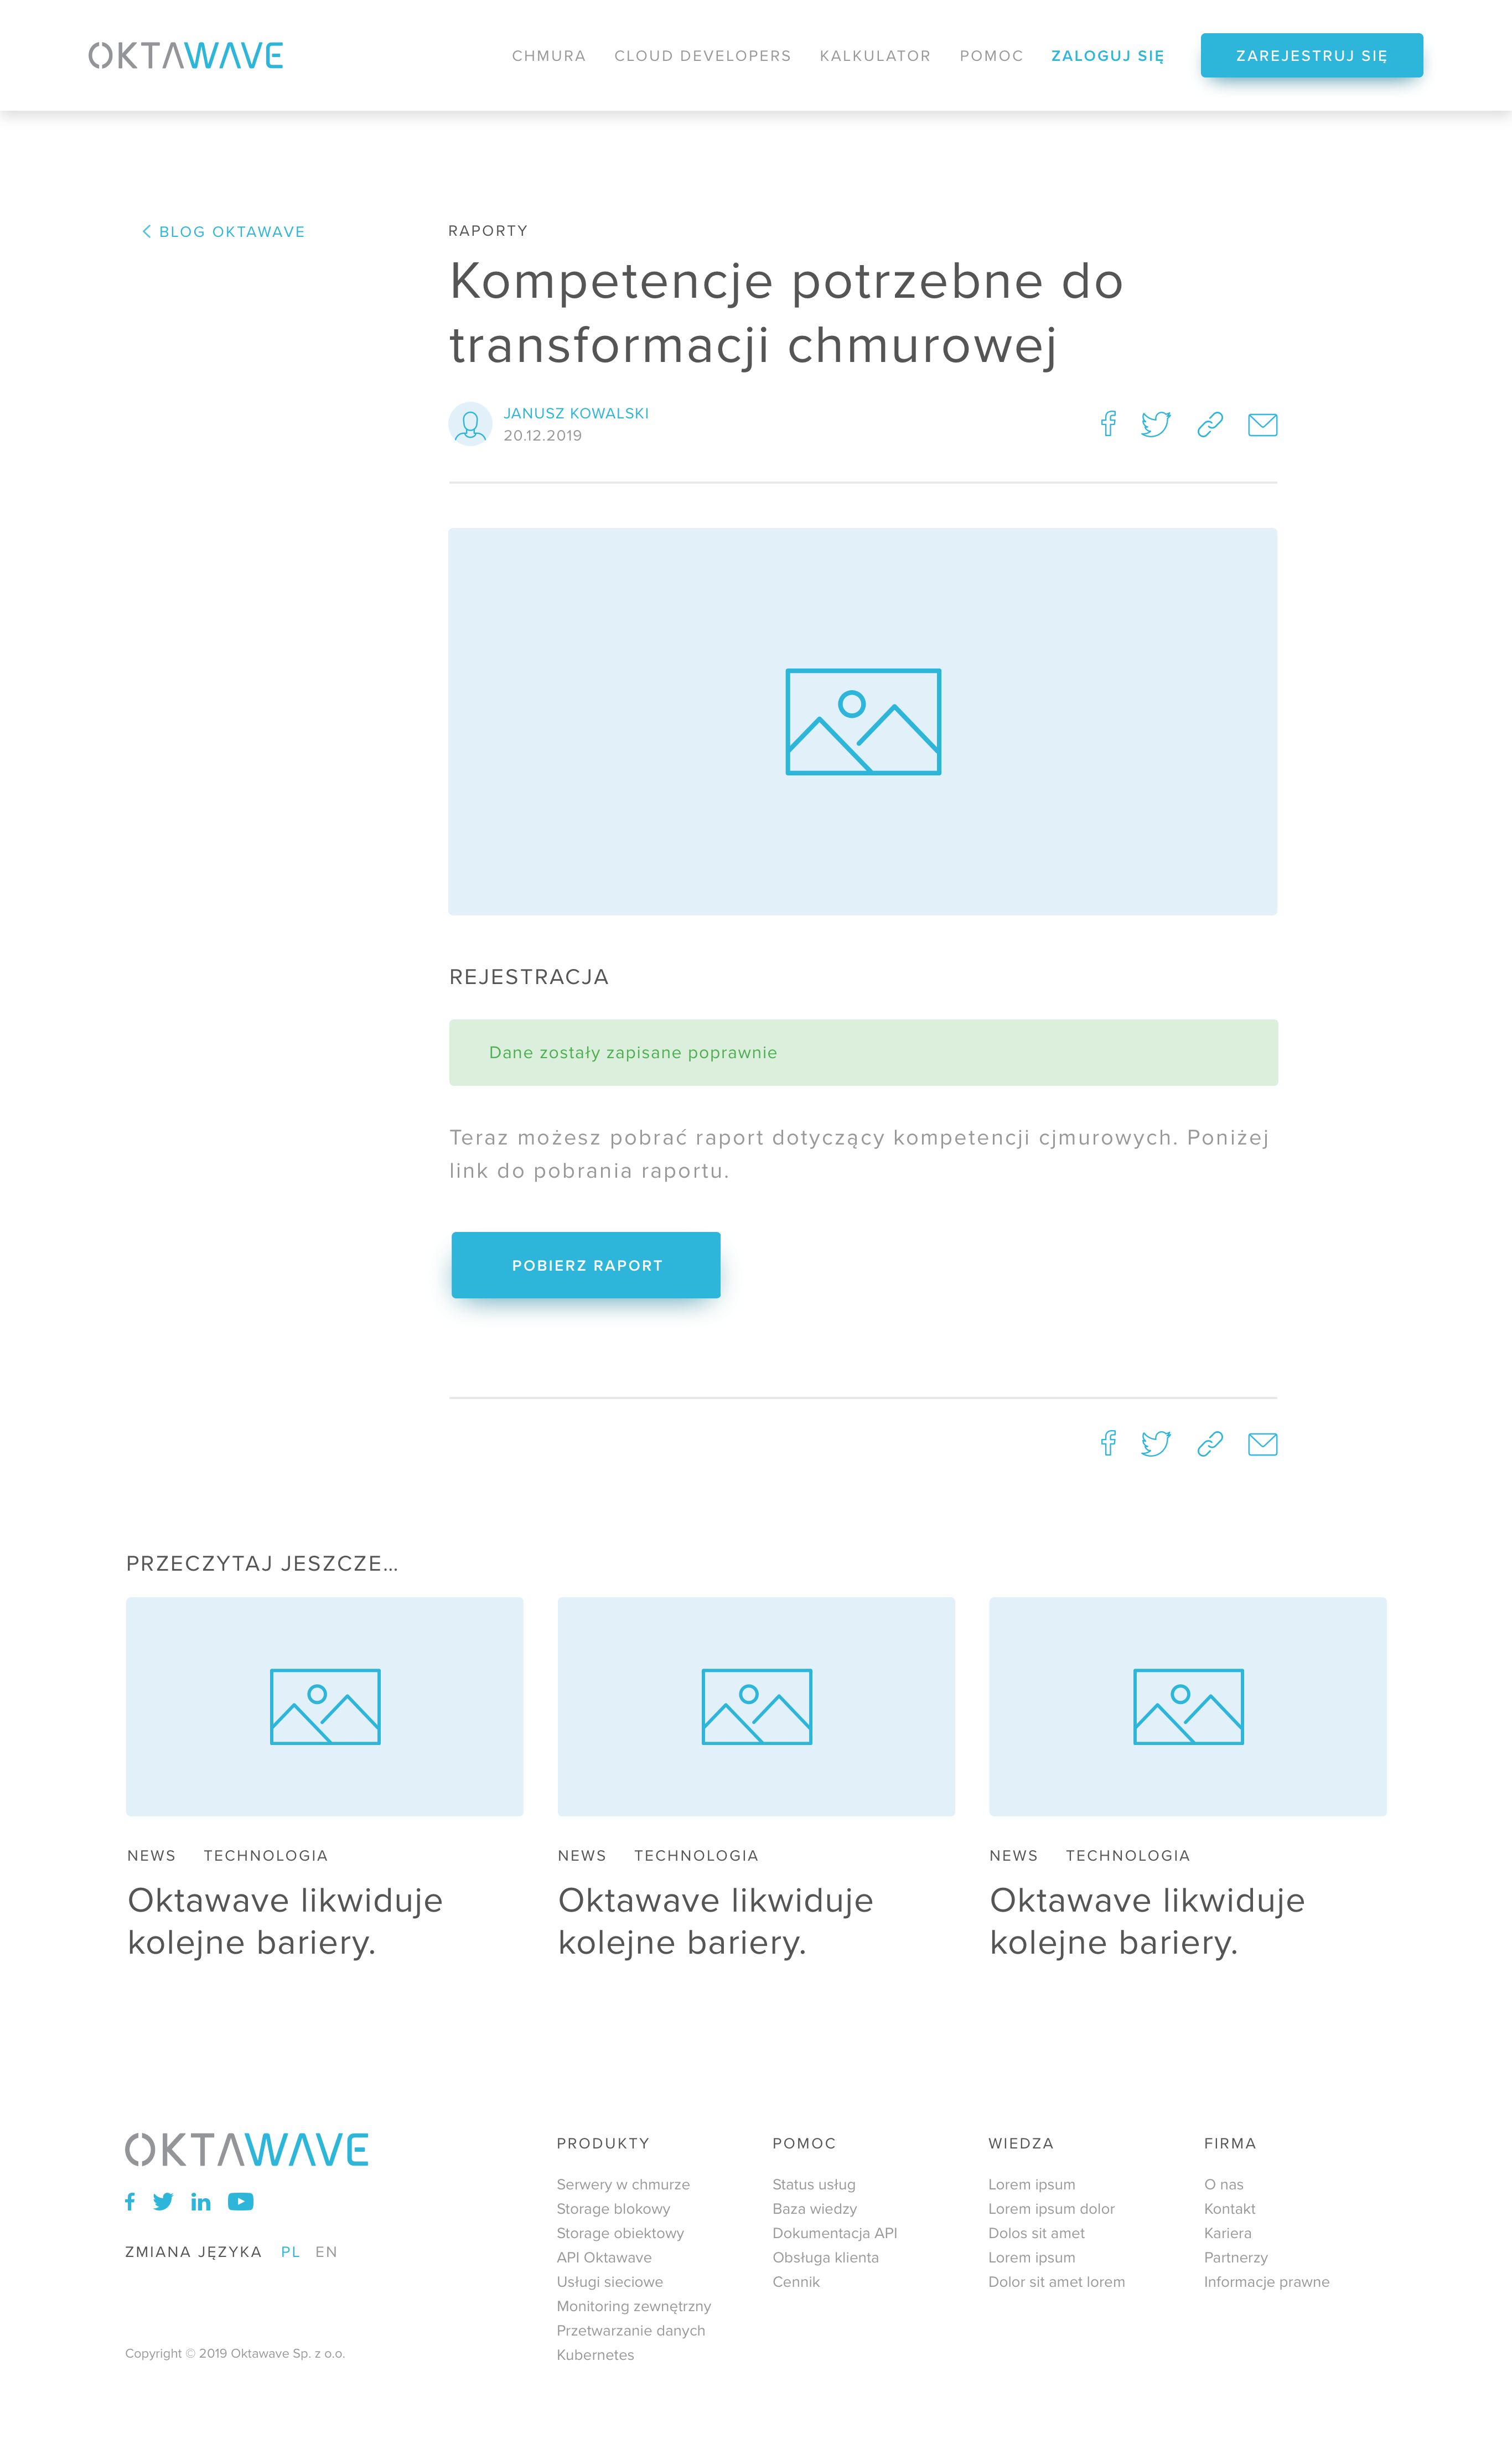 OKTAWAVE
CHMURA CLOUD DEVELOPERS KALKULATOR POMOC ZALOGUJ SIĘ ZAREJESTRUJ SIĘ
BLOG OKTAWAVE
RAPORTY
Kompetencje potrzebne do
transformacji chmurowej
JANUSZ KOWALSKI
20.12.2019
REJESTRACJA
Dane zostały zapisane poprawnie
Teraz możesz pobrać raport dotyczący kompetencji cjmurowych. Poniżej
link do pobrania raportu.
POBIERZ RAPORT
PRZECZYTAJ JESZCZE...
NEWS TECHNOLOGIA
Oktawave likwiduje
kolejne bariery.
NEWS TECHNOLOGIA
Oktawave likwiduje
kolejne bariery.
NEWS TECHNOLOGIA
Oktawave likwiduje
kolejne bariery.
OKTAWAVE
ZMIANA JĘZYKA PL EN
Copyright © 2019 Oktawave Sp. z o.o.
PRODUKTY
Serwery w chmurze
Storage blokowy
Storage obiektowy
API Oktawave
Usługi sieciowe
Monitoring zewnętrzny
Przetwarzanie danych
Kubernetes
POMOC
Status usług
Baza wiedzy
Dokumentacja API
Obsługa klienta
Cennik
WIEDZA
Lorem ipsum
Lorem ipsum dolor
Dolos sit amet
Lorem ipsum
Dolor sit amet lorem
FIRMA
O nas
Kontakt
Kariera
Partnerzy
Informacje prawne